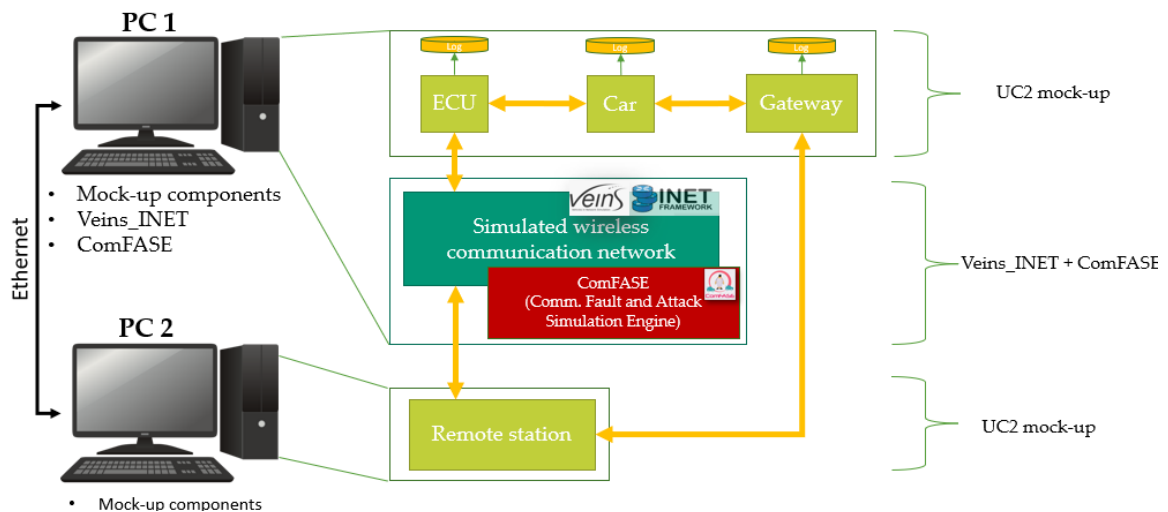 PC 1
Log
Log
Log
ECU
Car
Gateway
UC2 mock-up
Ethernet
• Mock-up components
• Veins_INET
• ComFASE
veins
INET
FRAMEWORK
Simulated wireless
communication network
ComFASE
(Comm. Fault and Attack
Simulation Engine)
ComFASE
Veins_INET + ComFASE
PC 2
Remote station
UC2 mock-up
• Mock-up components